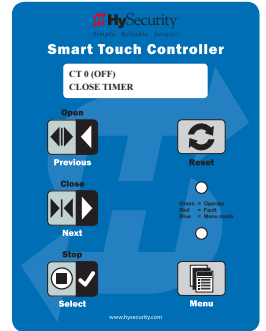 HySecurity
Simple. Reliable. Secure.
Smart Touch Controller
CT 0 (OFF)
CLOSE TIMER
Open
Previous
Reset
Close
Next
Green = Operate
Red = Fault
Blue = Menu mode
Stop
Select
Menu
www.hysecurity.com